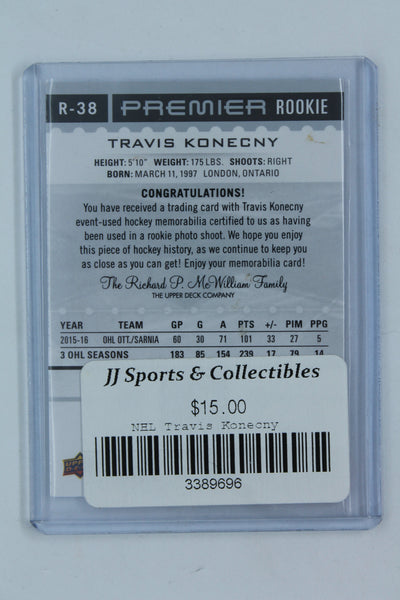 R-38 PREMIER ROOKIE
TRAVIS KONECNY
HEIGHT: 5'10" WEIGHT: 175 LBS. SHOOTS: RIGHT
BORN: MARCH 11, 1997 LONDON, ONTARIO
CONGRATULATIONS!
You have received a trading card with Travis Konecny
event-used hockey memorabilia certified to us as having
been used in a rookie photo shoot. We hope you enjoy
this piece of hockey history, as we continue to keep you
as close as you can get! Enjoy your memorabilia card!
The Richard P. McWilliam Family
THE UPPER DECK COMPANY
YEAR TEAM GP G A PTS +/- PIM PPG
2015-16 OHL OTT./SARNIA 60 30 71 101 33 27 5
3 OHL SEASONS 183 85 154 239 17 79 14
JJ Sports & Collectibles
$15.00
NHL Travis Konecny
3389696